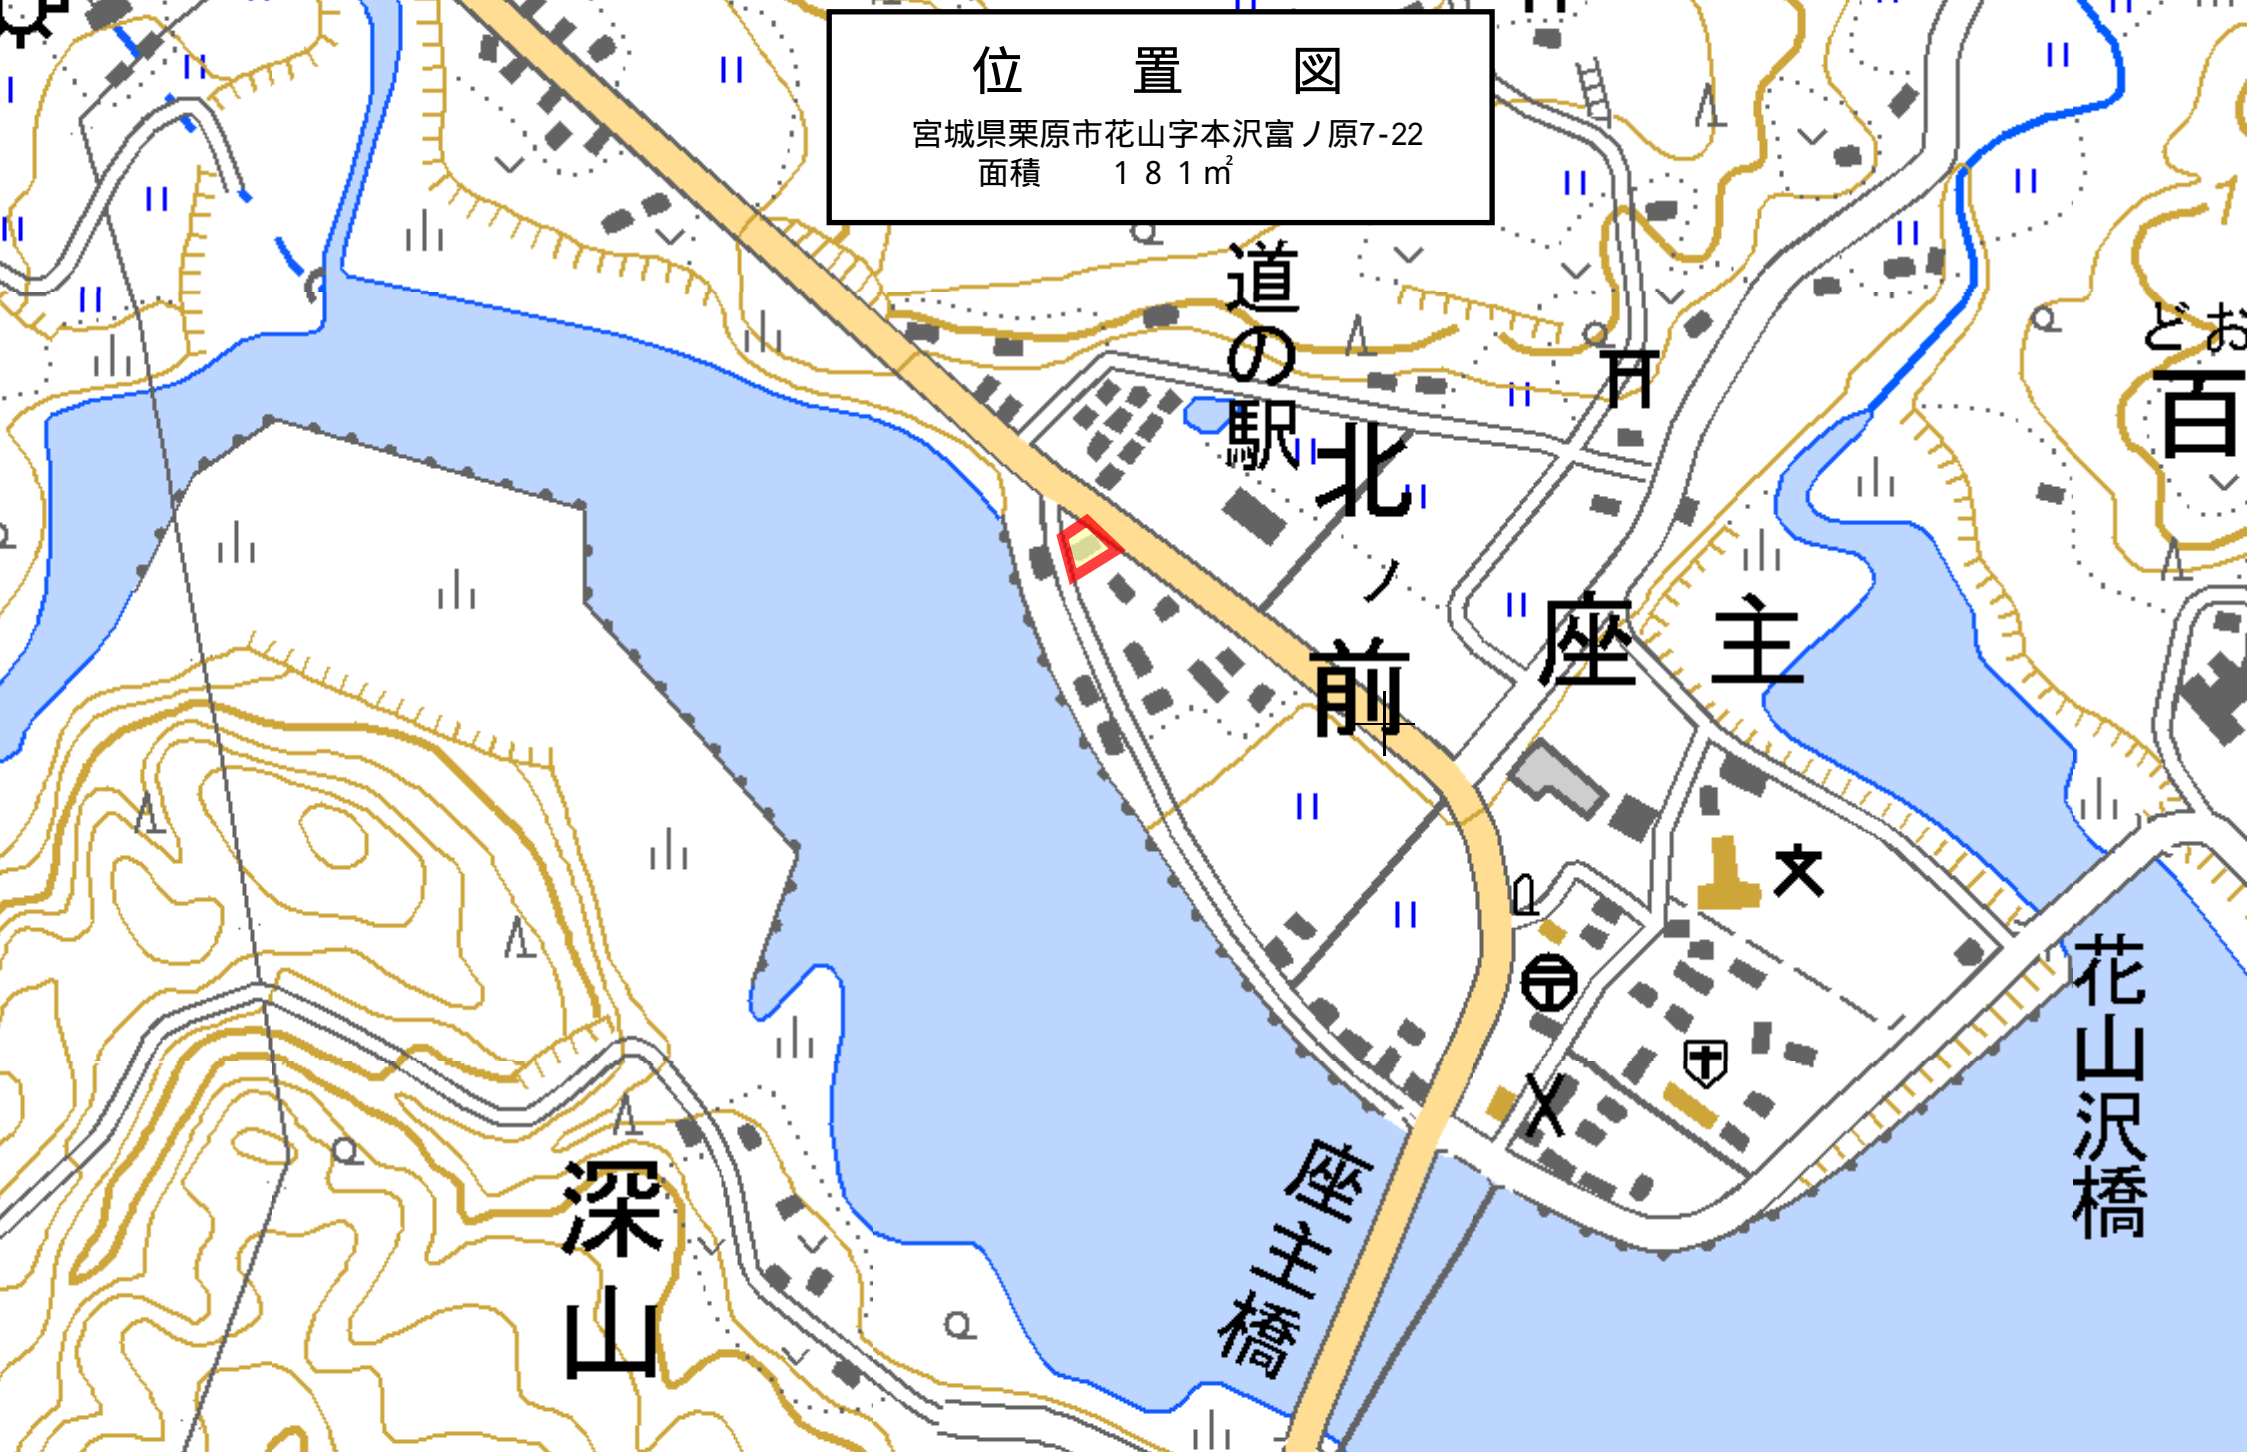 位置図
宮城県栗原市花山字本沢富ノ原7-22
面積 181㎡
道の駅
北ノ前
座主
どお
百
花山沢橋
座主橋
深山
1